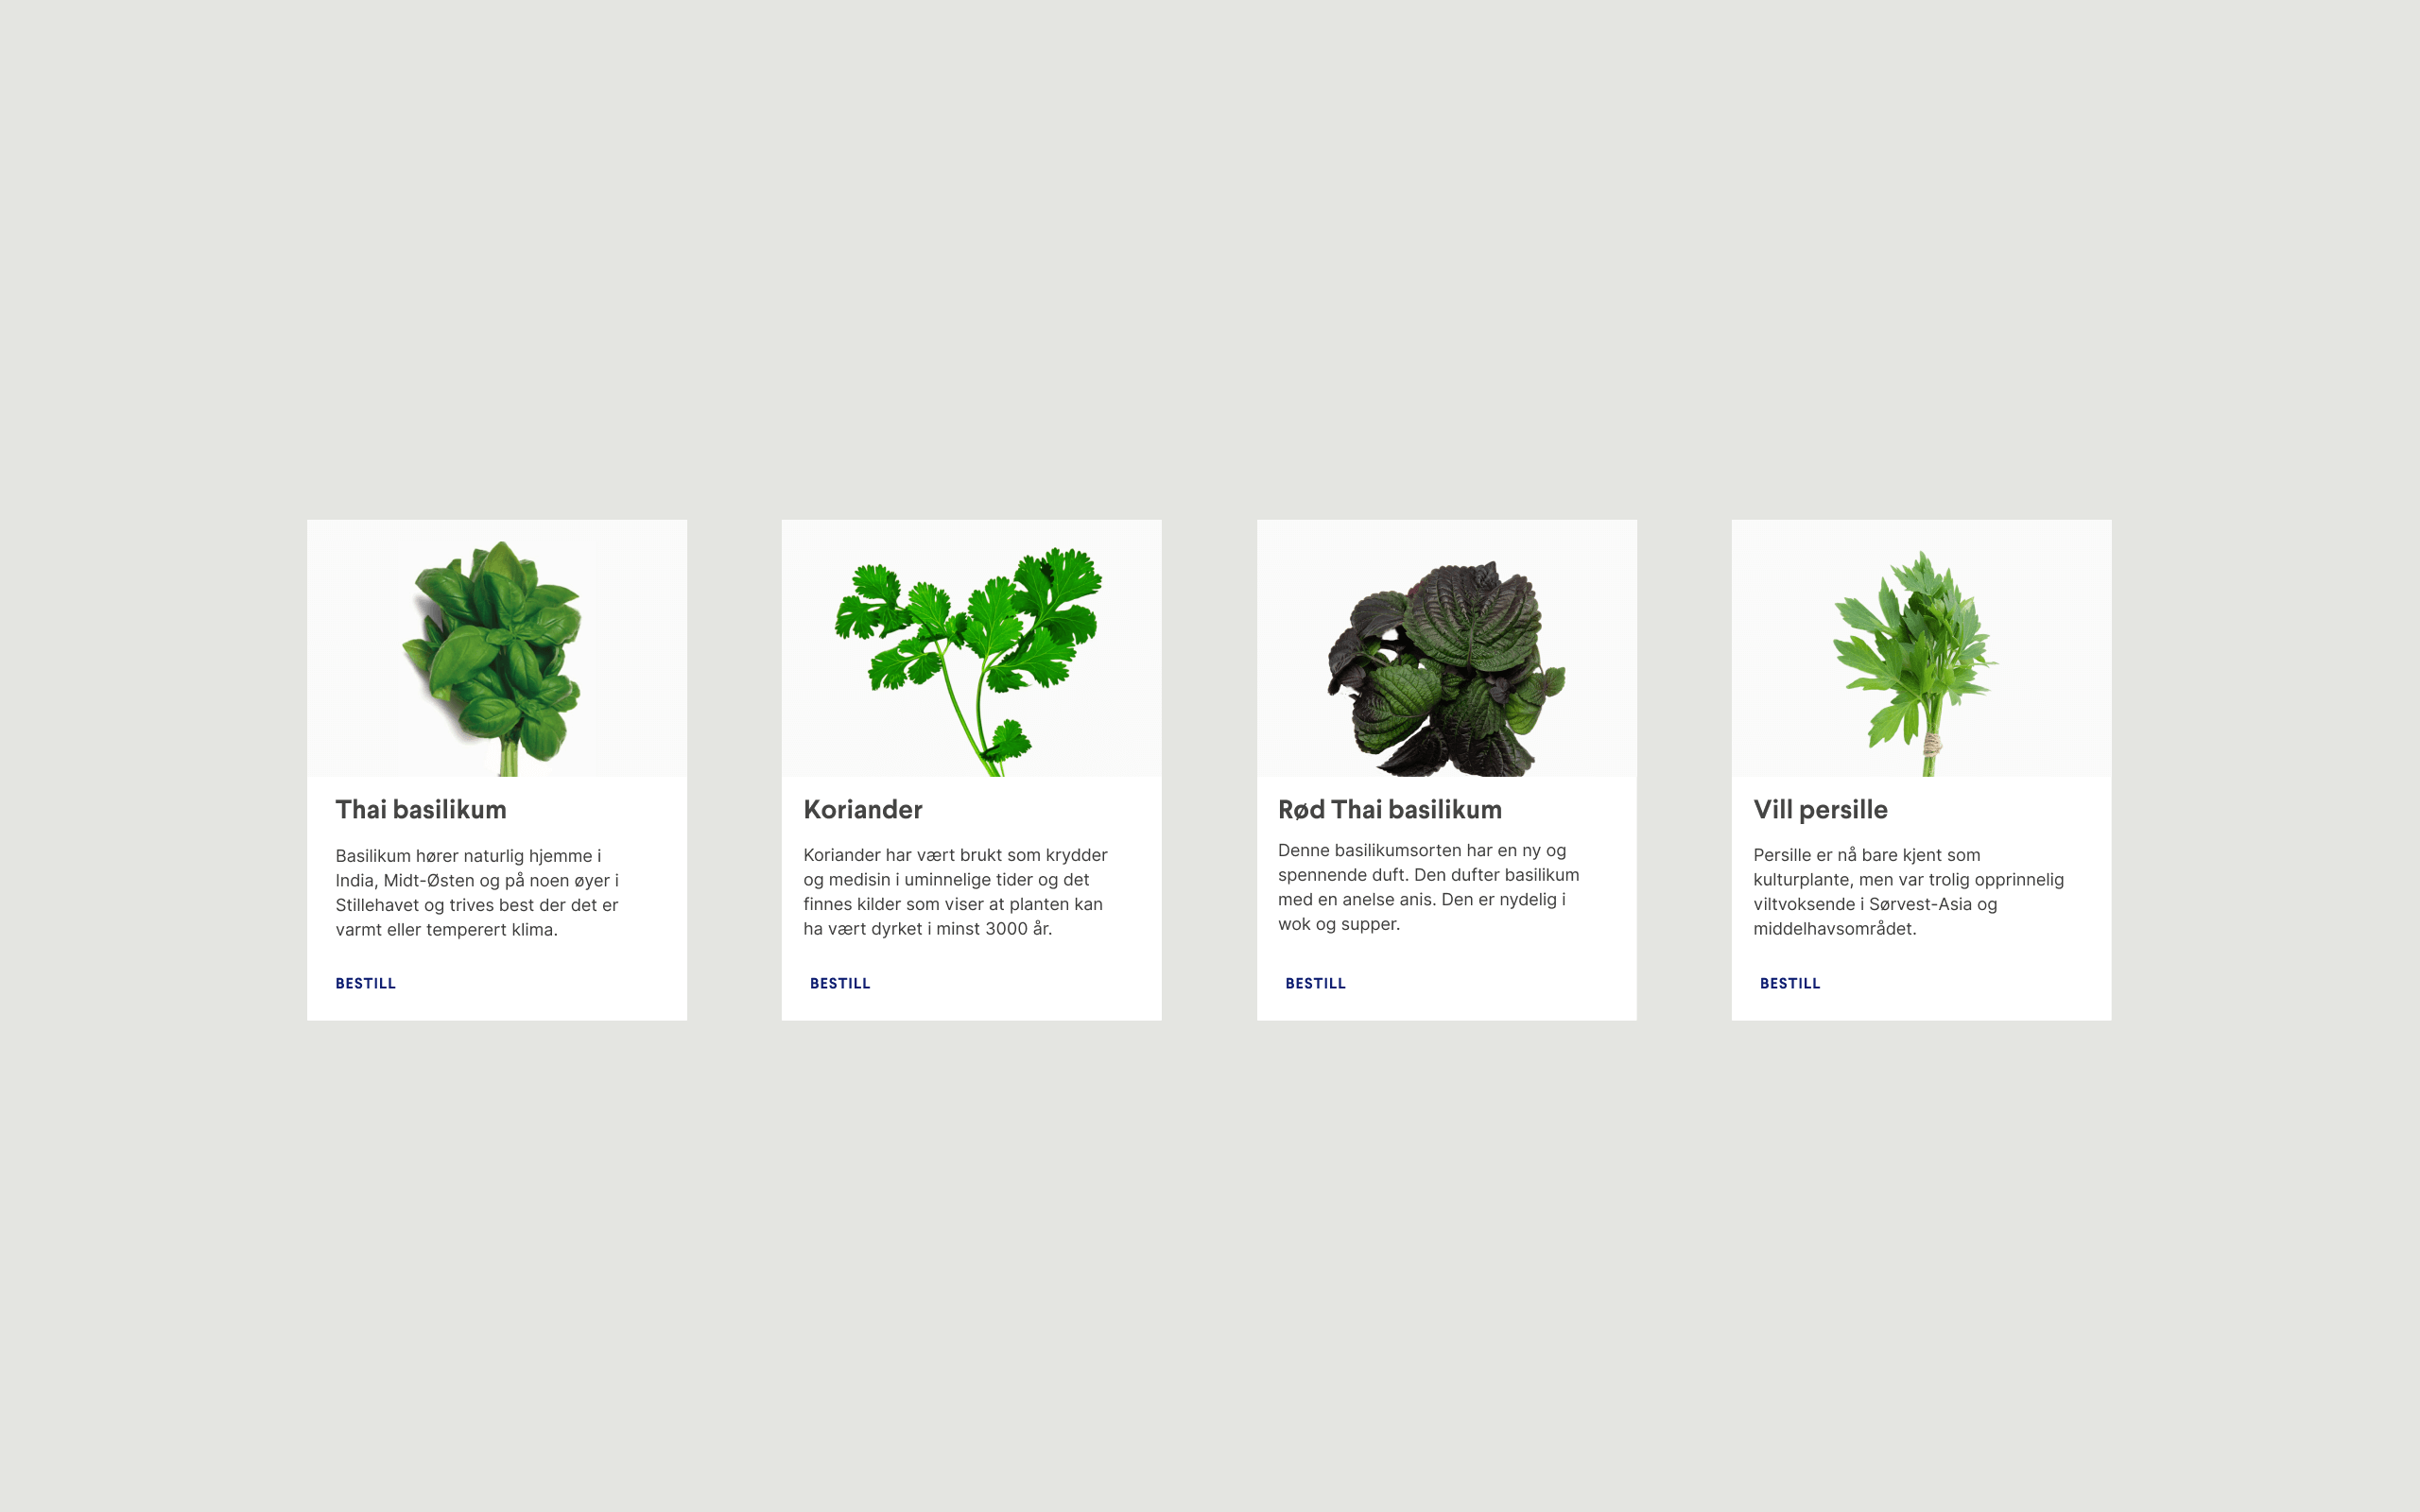 Thai basilikum
Basilikum hører naturlig hjemme i
India, Midt-Østen og på noen øyer i
Stillehavet og trives best der det er
varmt eller temperert klima.
BESTILL
Koriander
Koriander har vært brukt som krydder
og medisin i uminnelige tider og det
finnes kilder som viser at planten kan
ha vært dyrket i minst 3000 år.
BESTILL
Rød Thai basilikum
Denne basilikumsorten har en ny og
spennende duft. Den dufter basilikum
med en anelse anis. Den er nydelig i
wok og supper.
BESTILL
Vill persille
Persille er nå bare kjent som
kulturplante, men var trolig opprinnelig
viltvoksende i Sørvest-Asia og
middelhavsområdet.
BESTILL